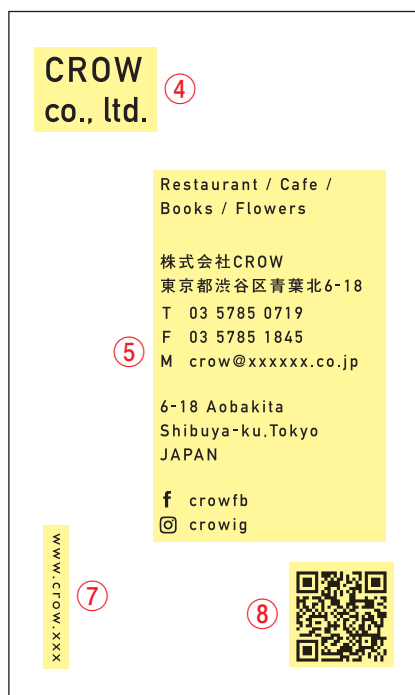 CROW
co., ltd.
④
Restaurant / Cafe /
Books / Flowers
株式会社CROW
東京都渋谷区青葉北6-18
T 03 5785 0719
F 03 5785 1845
M crow@xxxxxx.co.jp
⑤
6-18 Aobakita
Shibuya-ku,Tokyo
JAPAN
f crowfb
crowig
www.crow.xxx
⑦
⑧